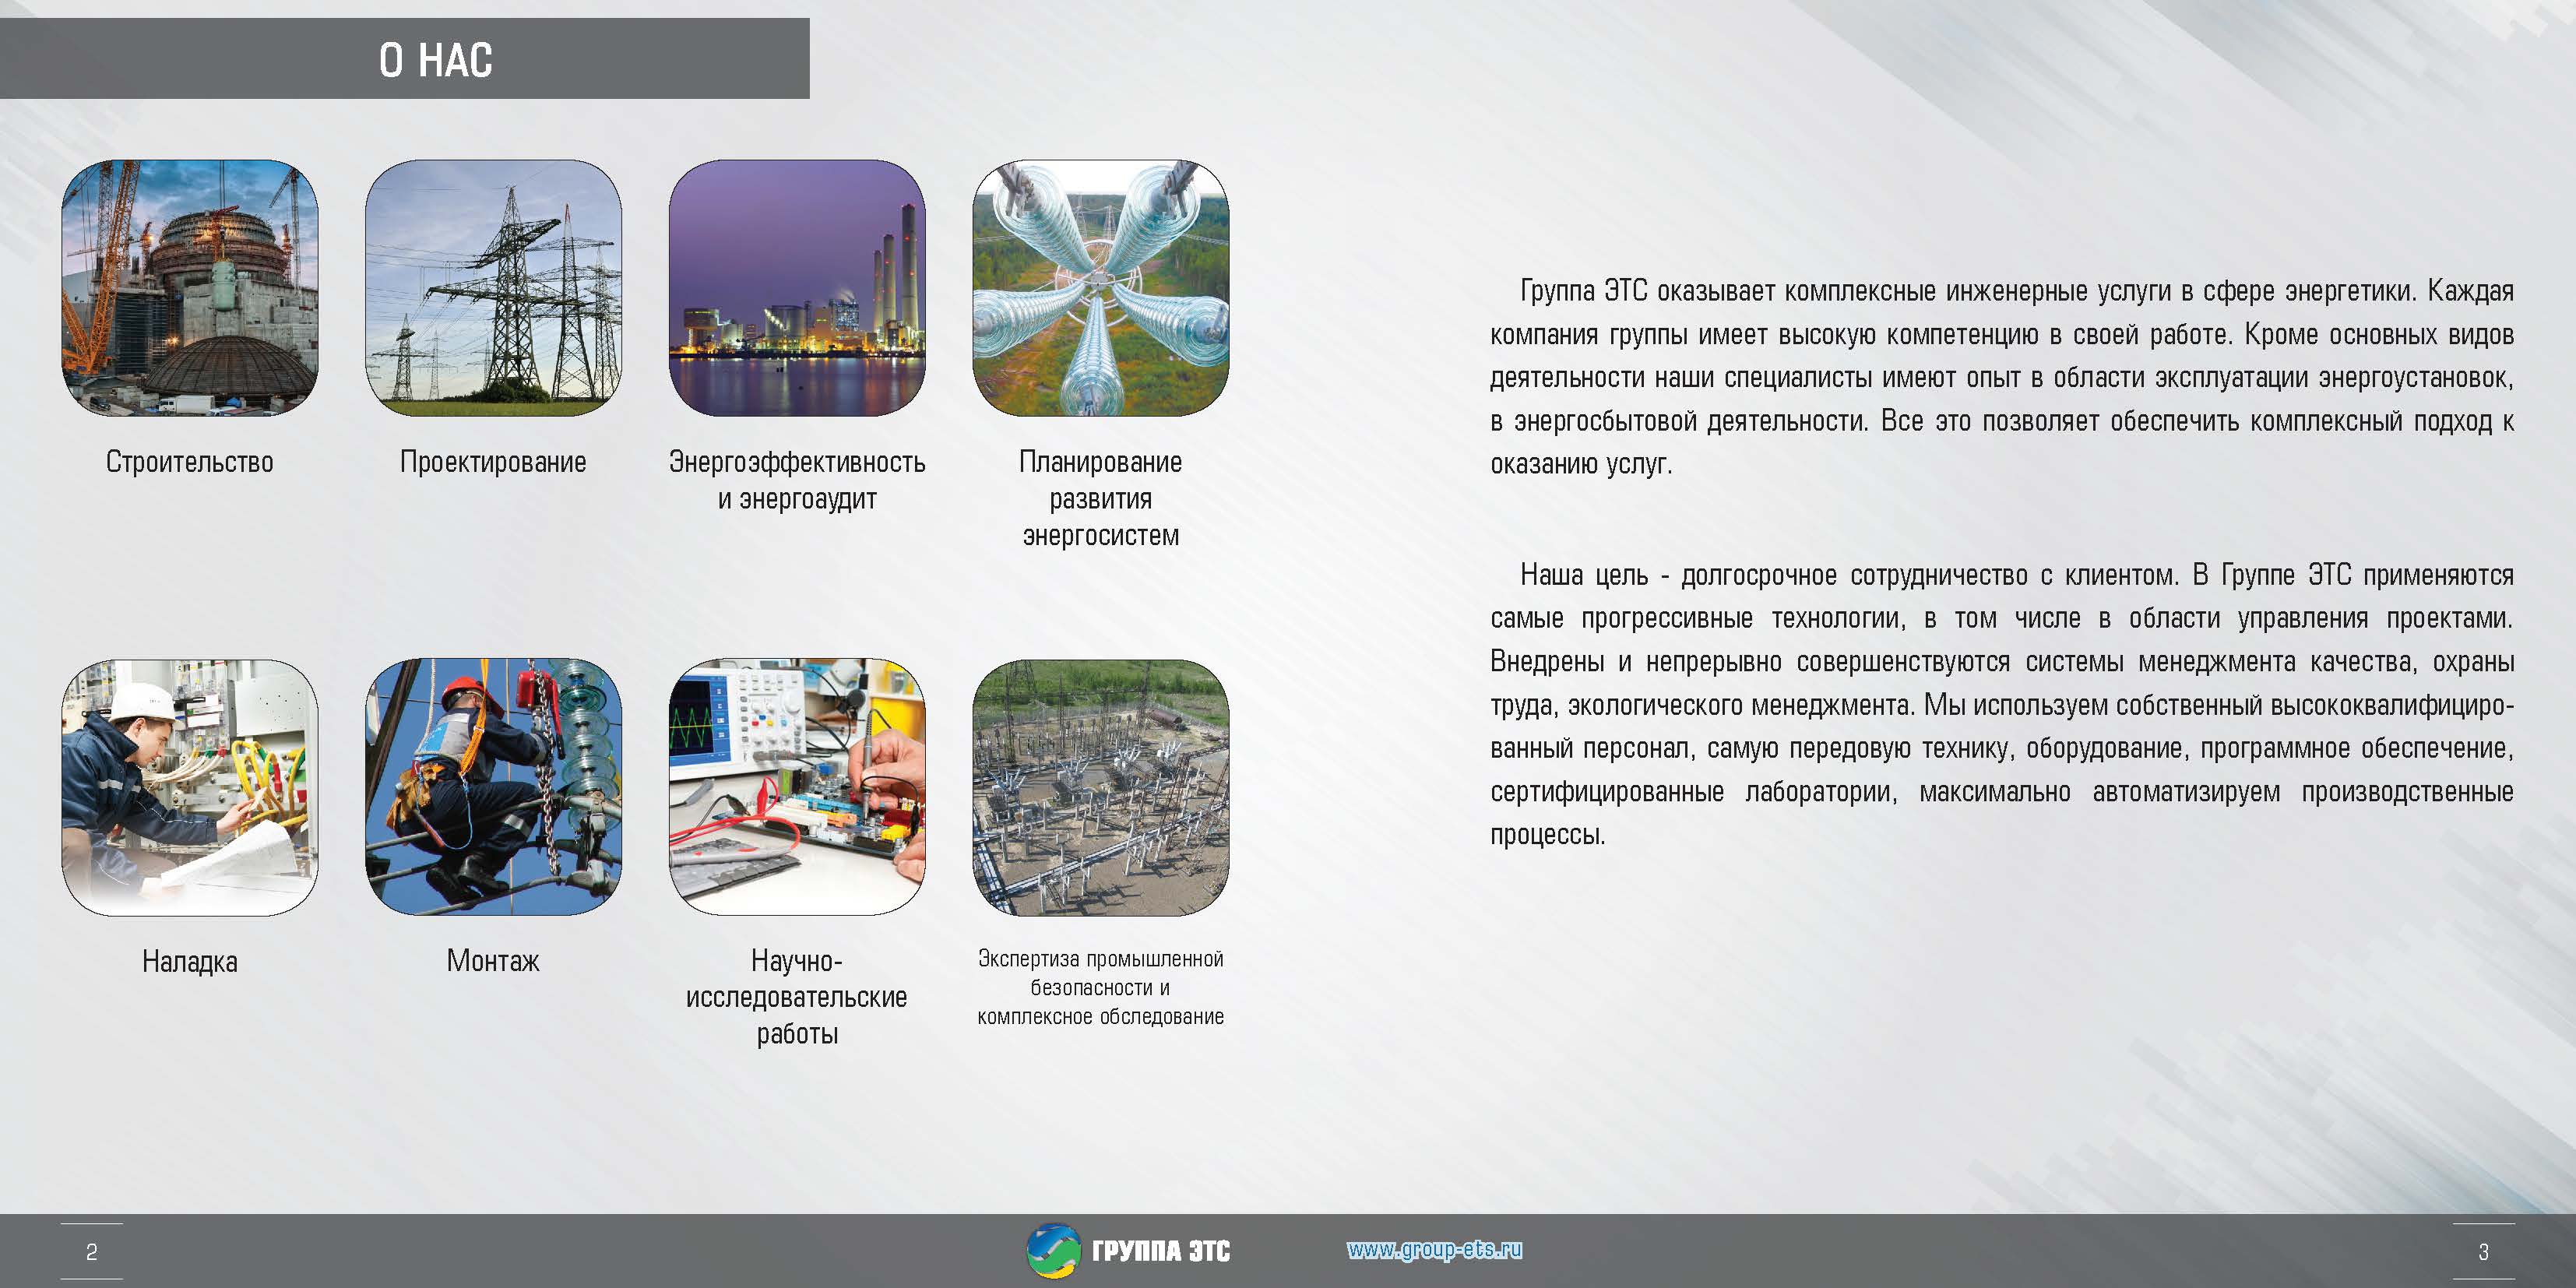 О НАС
Строительство
Проектирование
Энергоэффективность
и энергоаудит
Планирование
развития
энергосистем
Наладка
Монтаж
Научно-
исследовательские
работы
Экспертиза промышленной
безопасности и
комплексное обследование
Группа ЭТС оказывает комплексные инженерные услуги в сфере энергетики. Каждая
компания группы имеет высокую компетенцию в своей работе. Кроме основных видов
деятельности наши специалисты имеют опыт в области эксплуатации энергоустановок,
в энергосбытовой деятельности. Все это позволяет обеспечить комплексный подход к
оказанию услуг.
Наша цель - долгосрочное сотрудничество с клиентом. В Группе ЭТС применяются
самые прогрессивные технологии, в том числе в области управления проектами.
Внедрены и непрерывно совершенствуются системы менеджмента качества, охраны
труда, экологического менеджмента. Мы используем собственный высококвалифициро-
ванный персонал, самую передовую технику, оборудование, программное обеспечение,
сертифицированные лаборатории, максимально автоматизируем производственные
процессы.
2
ГРУППА ЭТС
www.group-ets.ru
3